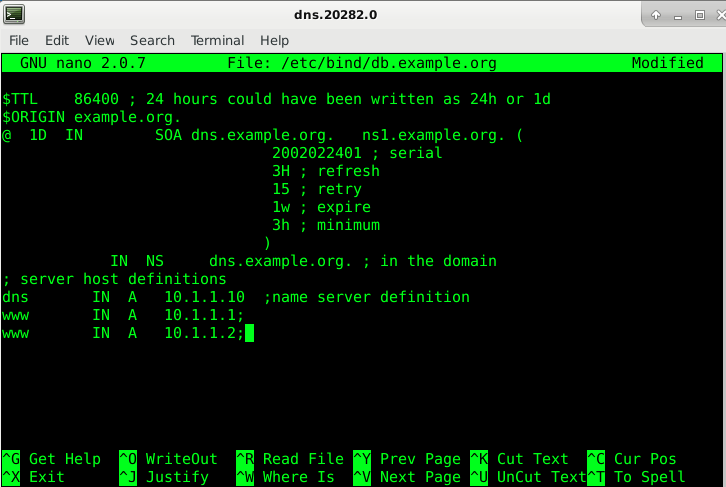 dns.20282.0
File Edit View Search Terminal Help
GNU nano 2.0.7 File: /etc/bind/db.example.org Modified
$TTL 86400 ; 24 hours could have been written as 24h or 1d
$ORIGIN example.org.
@ 1D IN SOA dns.example.org. ns1.example.org. (
2002022401 ; serial
3H ; refresh
15 ; retry
1w ; expire
3h ; minimum
)
IN NS dns.example.org. ; in the domain
; server host definitions
dns IN A 10.1.1.10 ;name server definition
www IN A 10.1.1.1;
www IN A 10.1.1.2;
^G Get Help ^O WriteOut ^R Read File ^Y Prev Page ^K Cut Text ^C Cur Pos
^X Exit ^J Justify ^W Where Is ^V Next Page ^U UnCut Text ^T To Spell